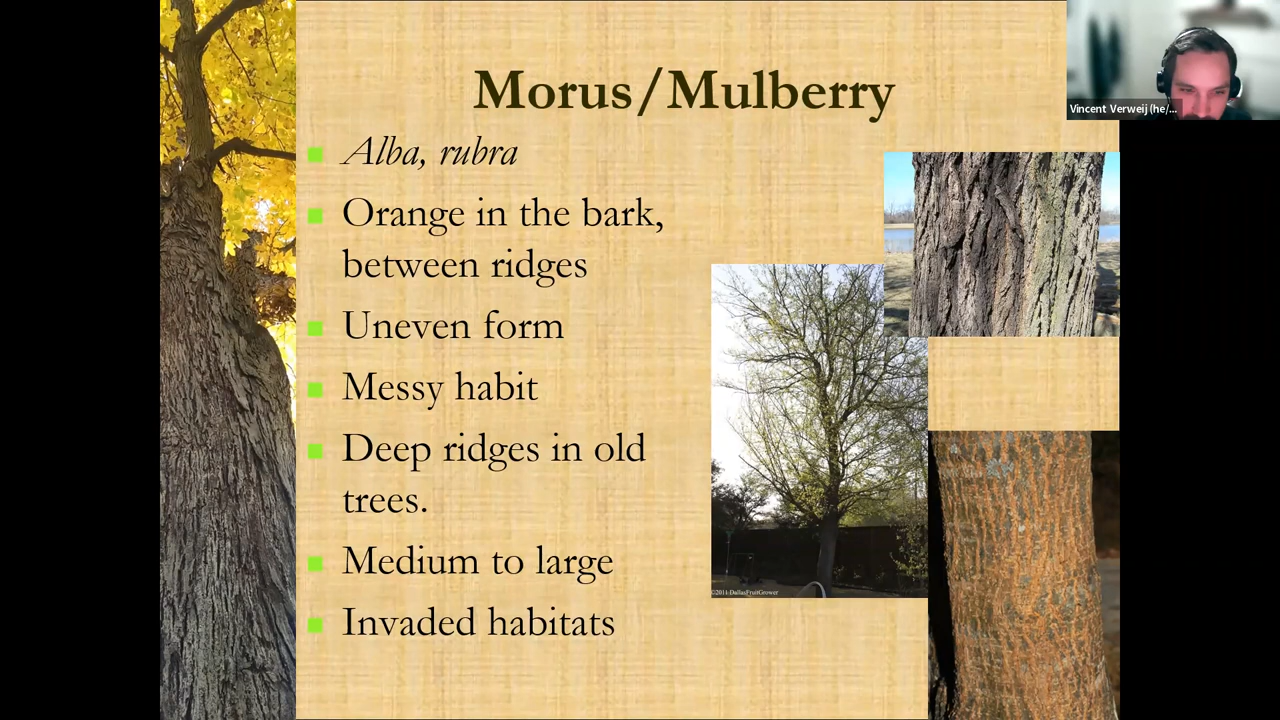 Morus/Mulberry
Vincent Verweij (he/...
Alba, rubra
Orange in the bark,
between ridges
Uneven form
Messy habit
Deep ridges in old
trees.
Medium to large
Invaded habitats
©2011 DallasFruitGrower